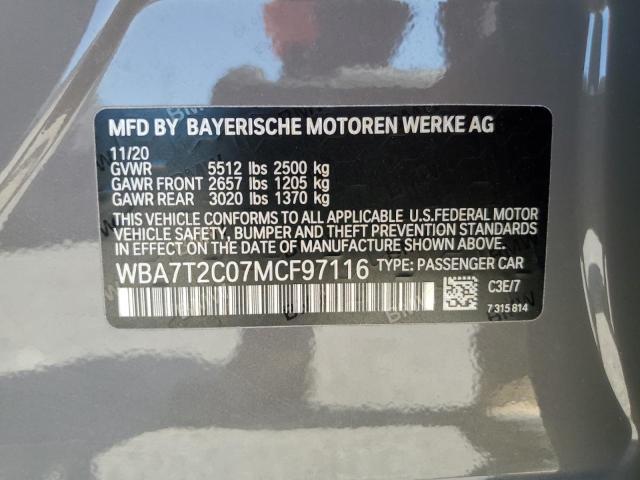 MFD BY BAYERISCHE MOTOREN WERKE AG
11/20
GVWR 5512 lbs 2500 kg
GAWR FRONT 2657 lbs 1205 kg
GAWR REAR 3020 lbs 1370 kg
THIS VEHICLE CONFORMS TO ALL APPLICABLE U.S.FEDERAL MOTOR
VEHICLE SAFETY, BUMPER AND THEFT PREVENTION STANDARDS
IN EFFECT ON THE DATE OF MANUFACTURE SHOWN ABOVE.
WBA7T2C07MCF97116 TYPE: PASSENGER CAR
C3E/7
7 315 814